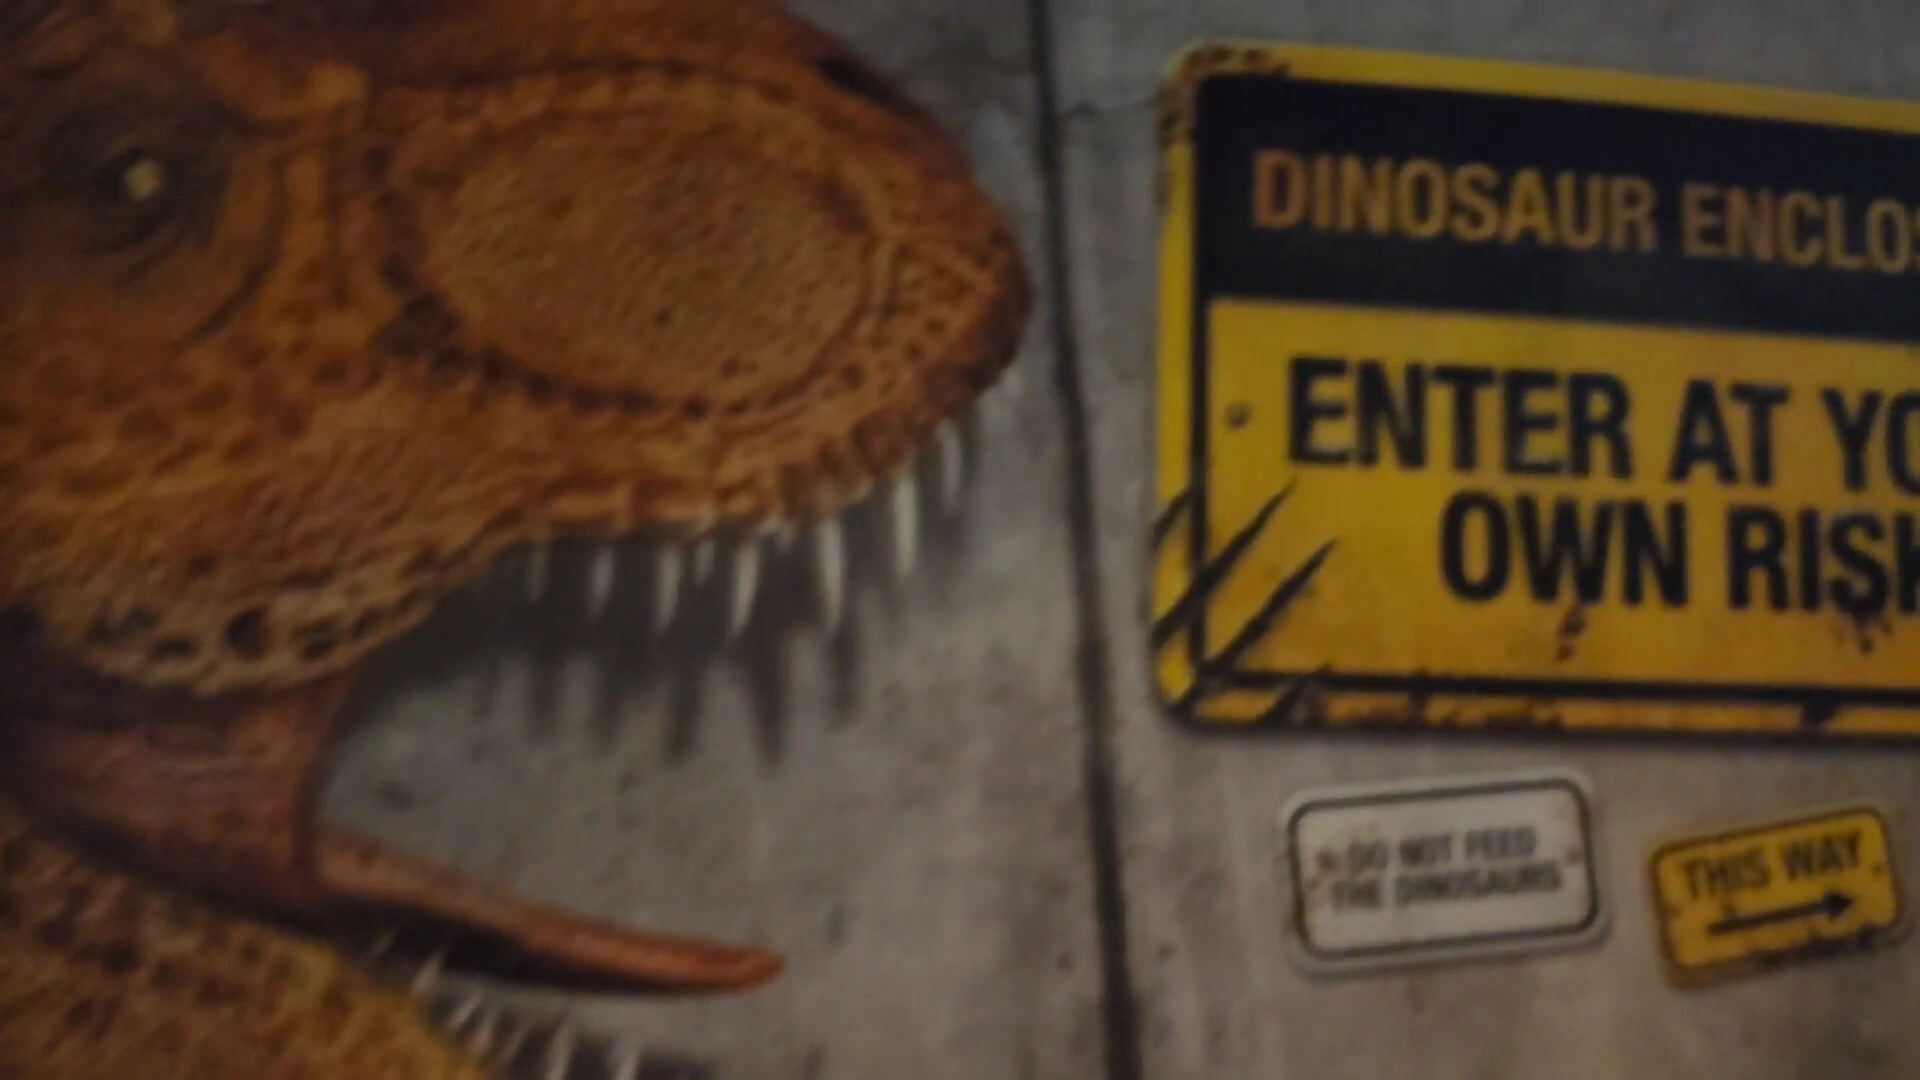 DINOSAUR ENCLOS
ENTER AT YO
OWN RISK
DO NOT FEED
THE DINOSAURS
THIS WAY